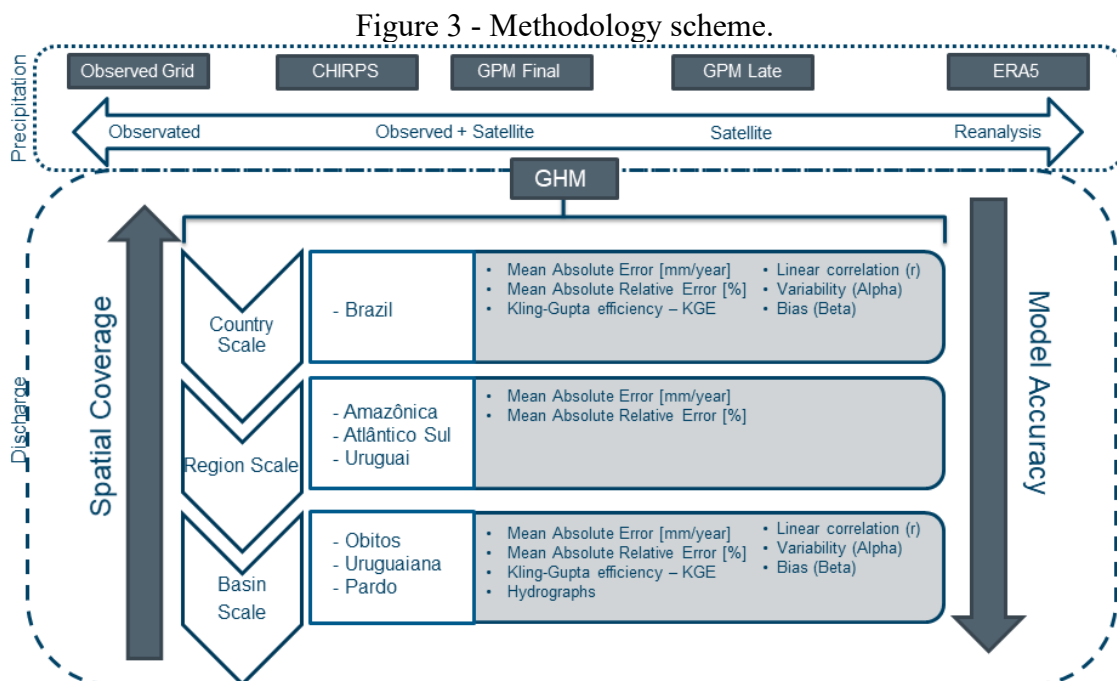 Figure 3 - Methodology scheme.
Precipitation
Observed Grid
CHIRPS
GPM Final
GPM Late
ERA5
Observated
Observed + Satellite
Satellite
Reanalysis
GHM
Discharge
Spatial Coverage
Model Accuracy
Country
Scale
- Brazil
• Mean Absolute Error [mm/year]
• Mean Absolute Relative Error [%]
• Kling-Gupta efficiency – KGE
• Linear correlation (r)
• Variability (Alpha)
• Bias (Beta)
Region Scale
- Amazônica
- Atlântico Sul
- Uruguai
• Mean Absolute Error [mm/year]
• Mean Absolute Relative Error [%]
Basin
Scale
- Obitos
- Uruguaiana
- Pardo
• Mean Absolute Error [mm/year]
• Mean Absolute Relative Error [%]
• Kling-Gupta efficiency – KGE
• Hydrographs
• Linear correlation (r)
• Variability (Alpha)
• Bias (Beta)